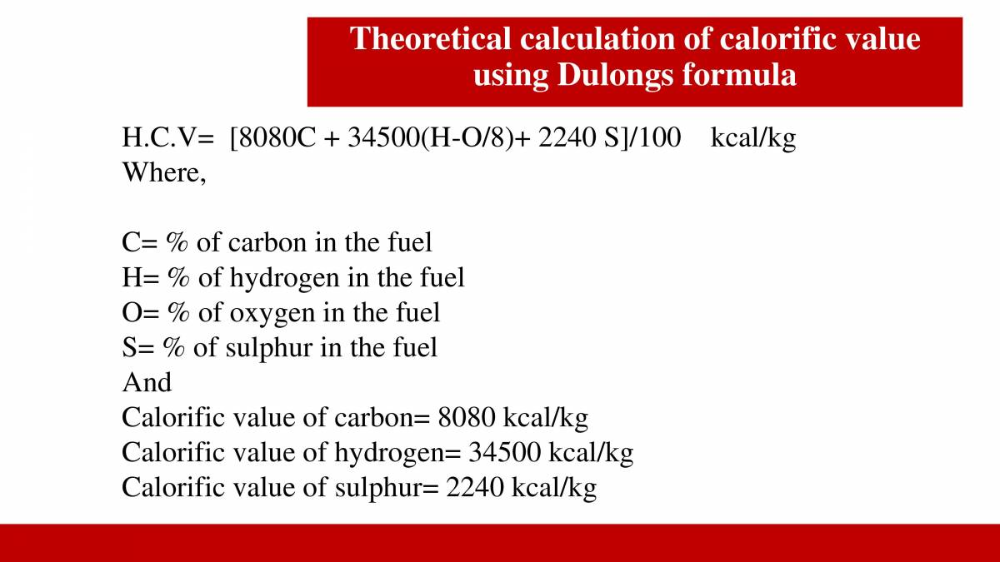 Theoretical calculation of calorific value
using Dulongs formula
H.C.V= [8080C + 34500(H-O/8)+ 2240 S]/100 kcal/kg
Where,
C= % of carbon in the fuel
H= % of hydrogen in the fuel
O= % of oxygen in the fuel
S= % of sulphur in the fuel
And
Calorific value of carbon= 8080 kcal/kg
Calorific value of hydrogen= 34500 kcal/kg
Calorific value of sulphur= 2240 kcal/kg